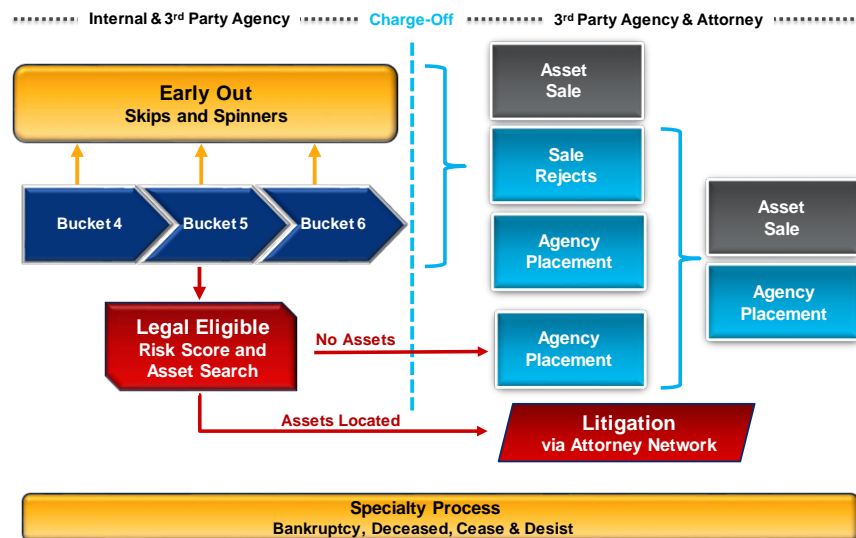 Internal & 3rd Party Agency
Charge-Off
3rd Party Agency & Attorney
Early Out
Skips and Spinners
Bucket 4
Bucket 5
Bucket 6
Asset
Sale
Sale
Rejects
Agency
Placement
Asset
Sale
Agency
Placement
Legal Eligible
Risk Score and
Asset Search
No Assets
Agency
Placement
Assets Located
Litigation
via Attorney Network
Specialty Process
Bankruptcy, Deceased, Cease & Desist